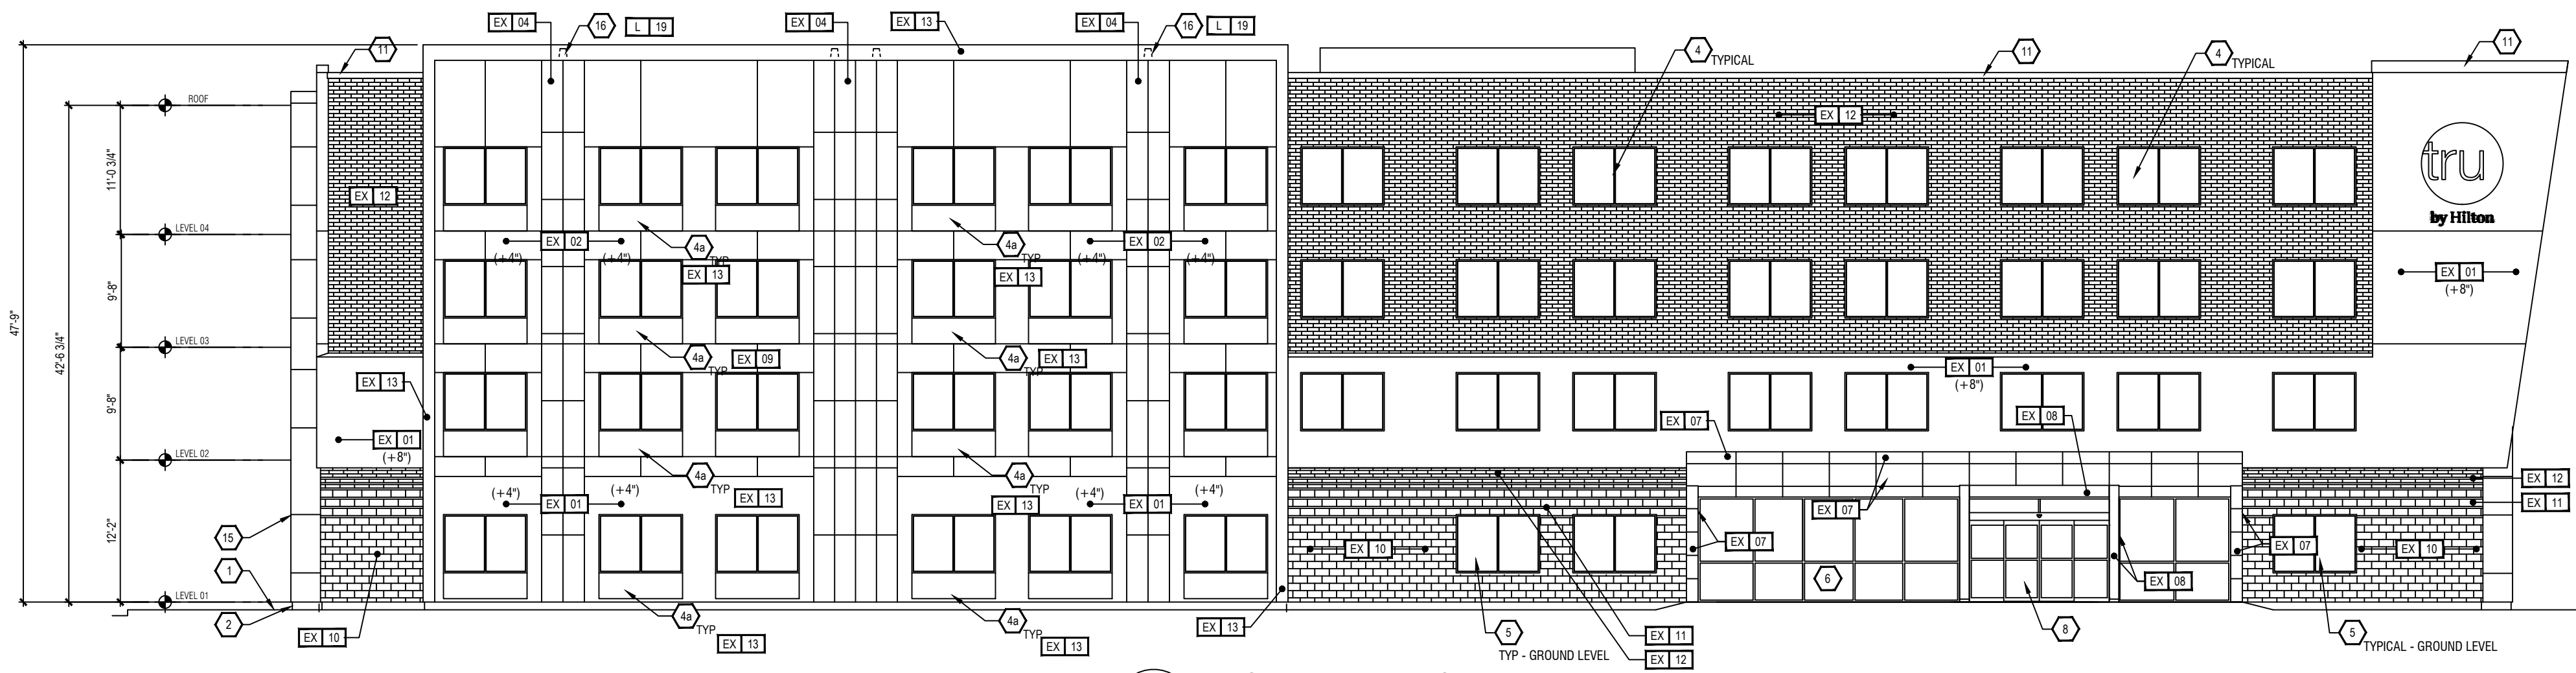 EX 04
16
L 19
EX 04
EX 13
EX 04
16
L 19
11
4
TYPICAL
11
4
TYPICAL
11
ROOF
EX 12
tru
by Hilton
11'-0 3/4"
EX 12
LEVEL 04
EX 02
(+4") (+4")
4a
TYP
EX 13
4a
TYP
EX 13
EX 02
(+4") (+4")
EX 01
(+8")
9'-8"
47'-9"
42'-6 3/4"
LEVEL 03
4a
TYP
EX 09
4a
TYP
EX 13
EX 01
(+8")
EX 13
9'-8"
EX 07
EX 08
EX 01
(+8")
LEVEL 02
4a
TYP
EX 13
4a
TYP
EX 13
EX 12
EX 11
(+4") EX 01 (+4")
(+4") EX 01 (+4")
EX 07
12'-2"
15
EX 10
EX 07
EX 07
EX 10
1
6
EX 08
LEVEL 01
2
EX 10
4a
TYP
EX 13
4a
TYP
EX 13
EX 13
5
TYP - GROUND LEVEL
EX 11
EX 12
8
5
TYPICAL - GROUND LEVEL